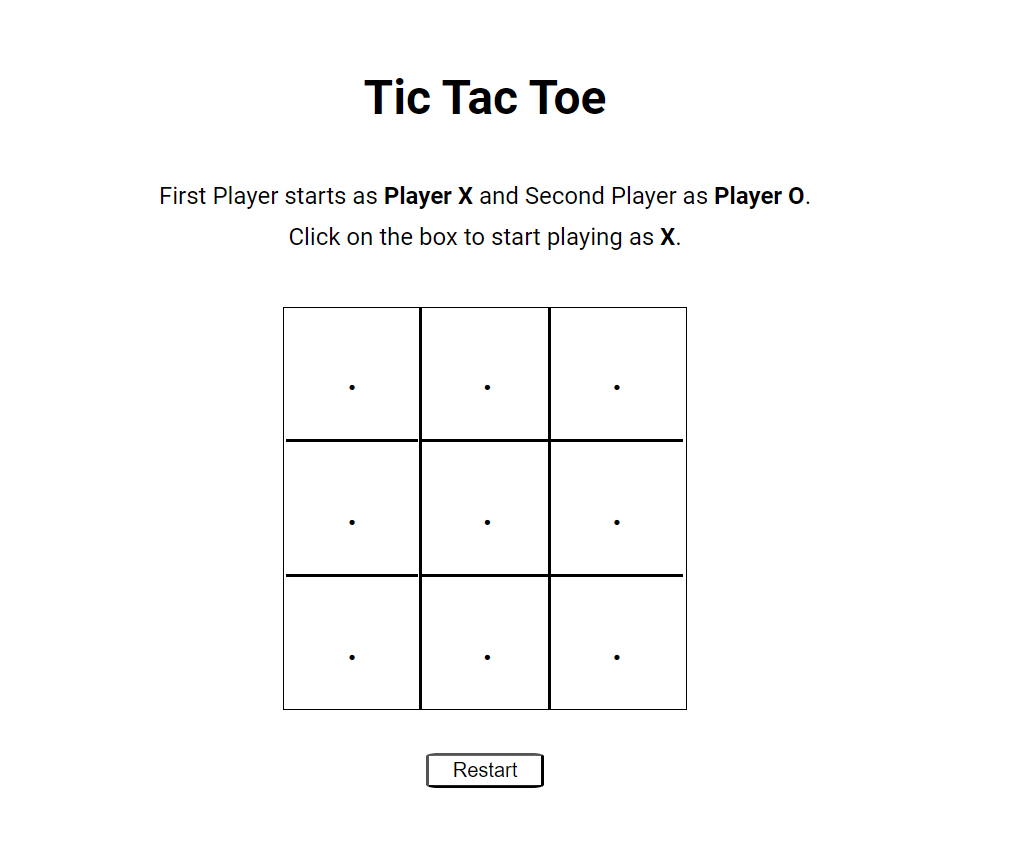 Tic Tac Toe
First Player starts as Player X and Second Player as Player O.
Click on the box to start playing as X.
. . .
. . .
. . .
Restart